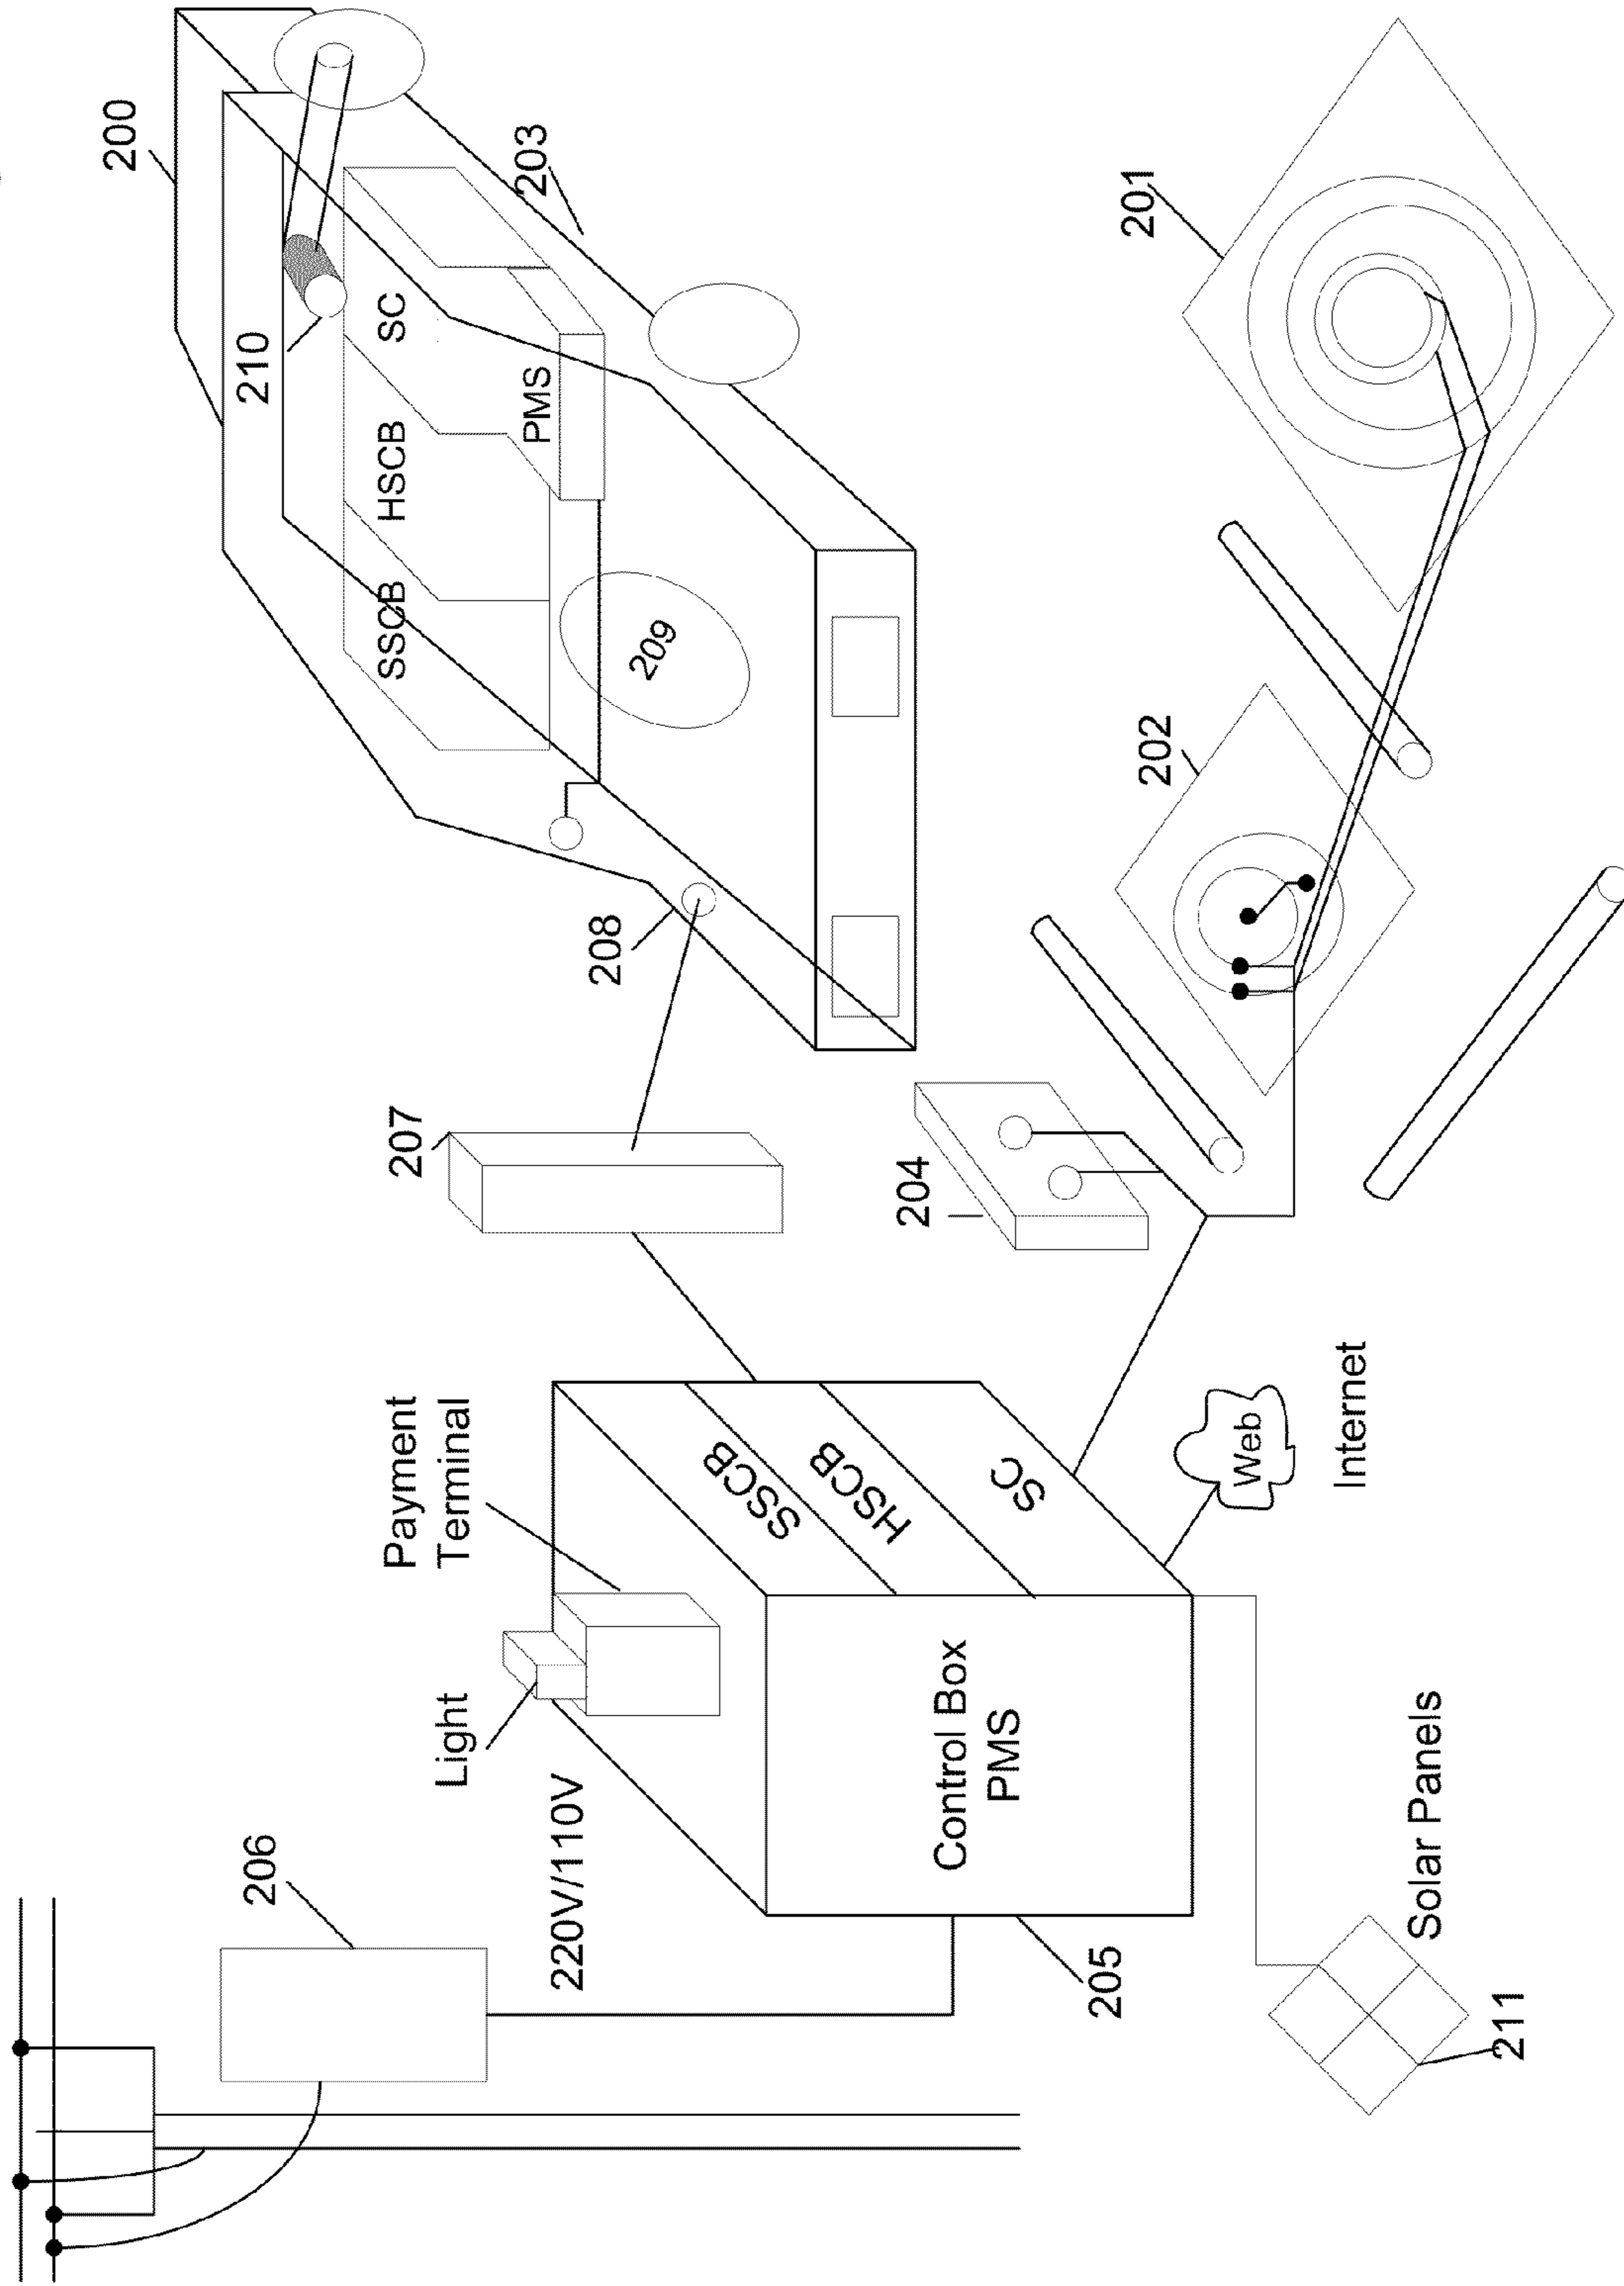 200
210
SSCB
HSCB
SC
PMS
203
209
208
207
201
202
204
206
220V/110V
Light
Payment
Terminal
SSCB
HSCB
SC
Control Box
PMS
205
Web
Internet
Solar Panels
211